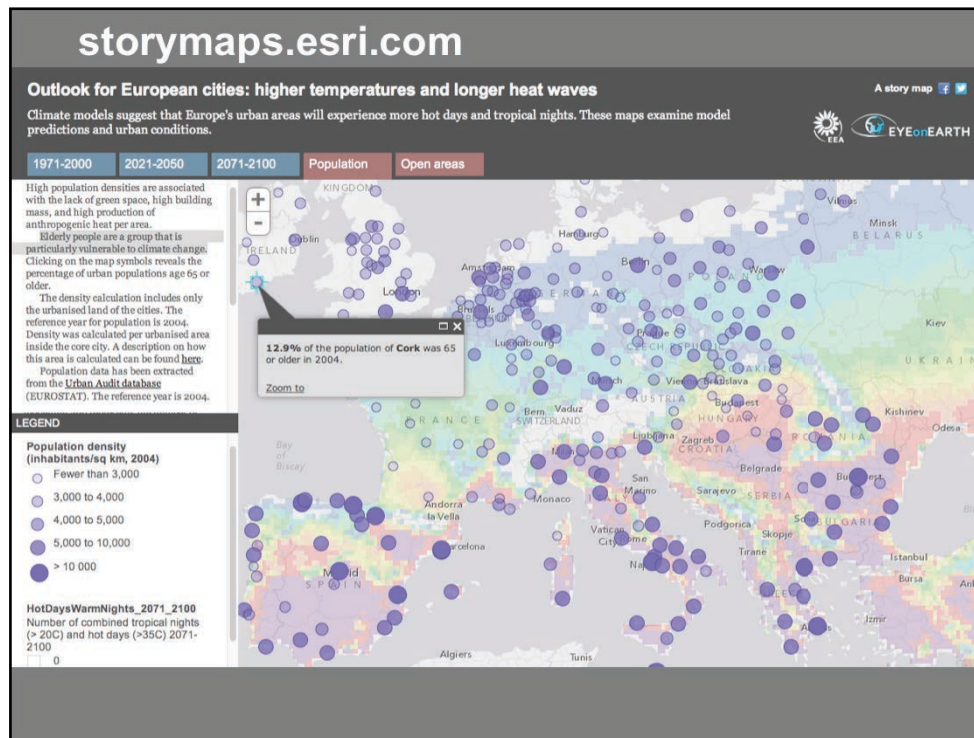 storymaps.esri.com
Outlook for European cities: higher temperatures and longer heat waves
A story map
Climate models suggest that Europe's urban areas will experience more hot days and tropical nights. These maps examine model
predictions and urban conditions.
EEA
EYEonEARTH
1971-2000
2021-2050
2071-2100
Population
Open areas
High population densities are associated
with the lack of green space, high building
mass, and high production of
anthropogenic heat per area.
Elderly people are a group that is
particularly vulnerable to climate change.
Clicking on the map symbols reveals the
percentage of urban populations age 65 or
older.
The density calculation includes only
the urbanised land of the cities. The
reference year for population is 2004.
Density was calculated per urbanised area
inside the core city. A description on how
this area is calculated can be found here.
Population data has been extracted
from the Urban Audit database
(EUROSTAT). The reference year is 2004.
LEGEND
Population density
(inhabitants/sq km, 2004)
Fewer than 3,000
3,000 to 4,000
4,000 to 5,000
5,000 to 10,000
> 10 000
HotDaysWarmNights_2071_2100
Number of combined tropical nights
(> 20C) and hot days (>35C) 2071-
2100
0
+
-
KINGDOM
IRELAND
Dublin
Hamburg
Vilnius
Minsk
BELARUS
Amsterdam
Berlin
POLAND
Warsaw
London
GERMANY
Brussels
Kiev
12.9% of the population of Cork was 65
or older in 2004.
Zoom to
Luxembourg
Prague
CZECH REPUBLIC
UKRAIN
SLOVAKIA
Munich
Vienna
Bratislava
AUSTRIA
Budapest
Bern
Vaduz
SWITZERLAND
HUNGARY
Kishinev
FRANCE
Ljubljana
Zagreb
CROATIA
ROMANIA
Odesa
Bay
of
Biscay
Milan
Belgrade
Bucharest
San
Marino
Andorra
la Vella
Monaco
ITALY
Sarajevo
SERBIA
Podgorica
BULGARIA
Vatican
City
Rome
Skopje
Barcelona
Tirane
Istanbul
Madrid
SPAIN
Bursa
Izmir
Algiers
Tunis